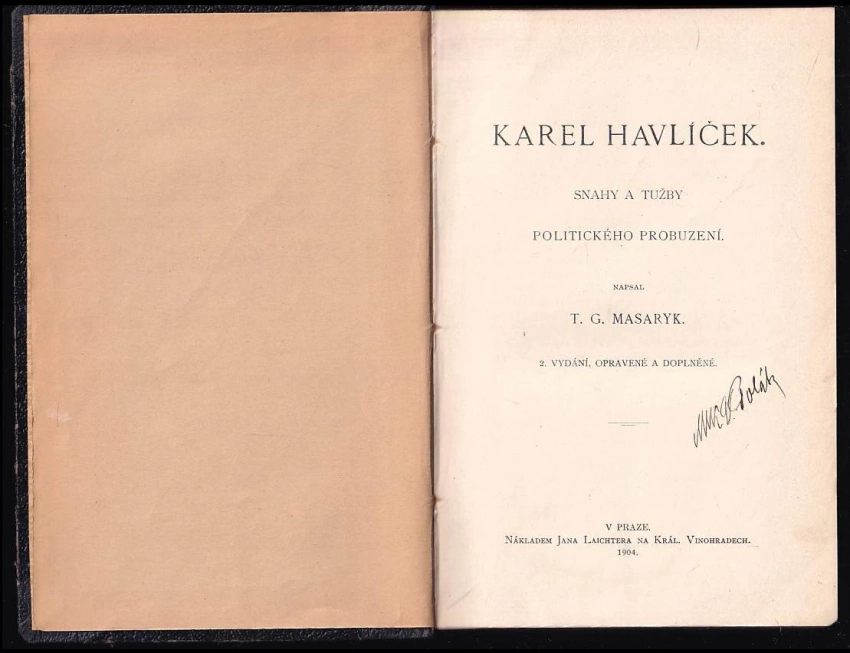 KAREL HAVLÍČEK.
SNAHY A TUŽBY
POLITICKÉHO PROBUZENÍ.
NAPSAL
T. G. MASARYK.
2. VYDÁNÍ, OPRAVENÉ A DOPLNĚNÉ.
Polák
V PRAZE.
NÁKLADEM JANA LAICHTERA NA KRÁL. VINOHRADECH.
1904.